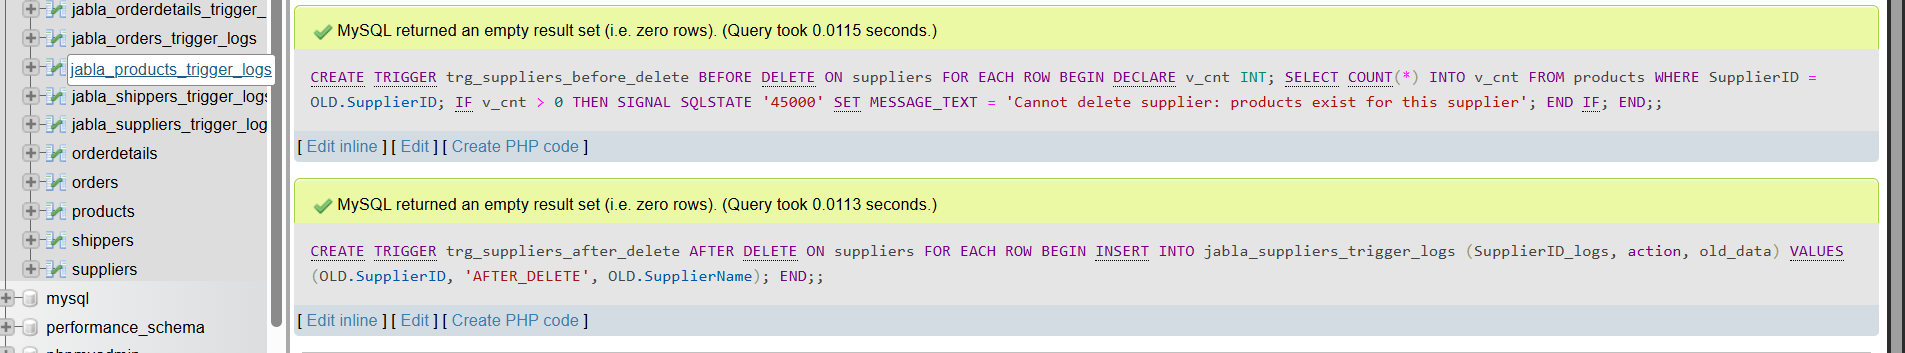 jabla_orderdetails_trigger_
jabla_orders_trigger_logs
jabla_products_trigger_logs
jabla_shippers_trigger_logs
jabla_suppliers_trigger_log
orderdetails
orders
products
shippers
suppliers
mysql
performance_schema
phpmyadmin
MySQL returned an empty result set (i.e. zero rows). (Query took 0.0115 seconds.)
CREATE TRIGGER trg_suppliers_before_delete BEFORE DELETE ON suppliers FOR EACH ROW BEGIN DECLARE v_cnt INT; SELECT COUNT(*) INTO v_cnt FROM products WHERE SupplierID =
OLD.SupplierID; IF v_cnt > 0 THEN SIGNAL SQLSTATE '45000' SET MESSAGE_TEXT = 'Cannot delete supplier: products exist for this supplier'; END IF; END;;
[ Edit inline ] [ Edit ] [ Create PHP code ]
MySQL returned an empty result set (i.e. zero rows). (Query took 0.0113 seconds.)
CREATE TRIGGER trg_suppliers_after_delete AFTER DELETE ON suppliers FOR EACH ROW BEGIN INSERT INTO jabla_suppliers_trigger_logs (SupplierID_logs, action, old_data) VALUES
(OLD.SupplierID, 'AFTER_DELETE', OLD.SupplierName); END;;
[ Edit inline ] [ Edit ] [ Create PHP code ]